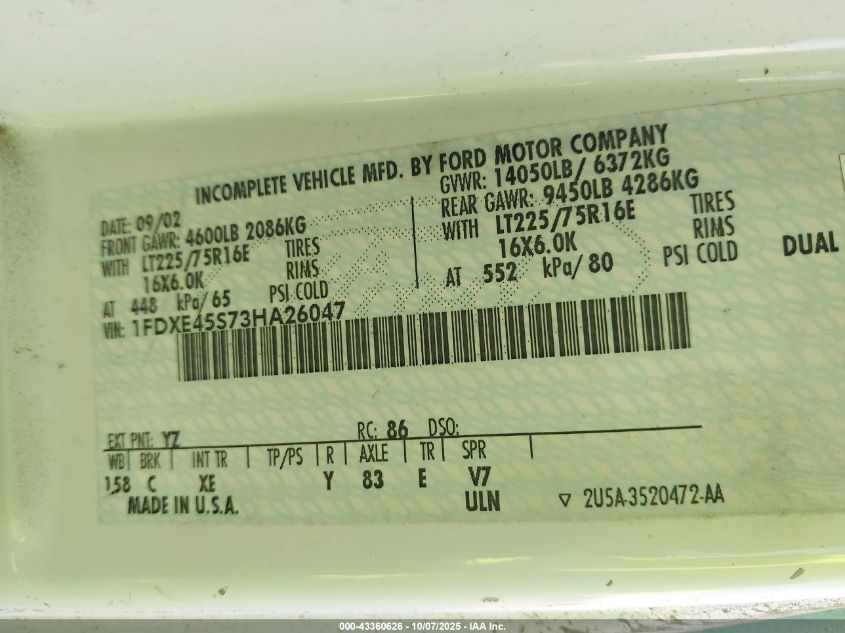 INCOMPLETE VEHICLE MFD. BY FORD MOTOR COMPANY
DATE: 09/02
FRONT GAWR: 4600LB 2086KG
WITH LT225/75R16E TIRES
16X6.0K RIMS
AT 448 kPa/65 PSI COLD
GVWR: 14050LB/ 6372KG
REAR GAWR: 9450LB 4286KG
WITH LT225/75R16E TIRES
16X6.0K RIMS
AT 552 kPa/80 PSI COLD DUAL
VIN: 1FDXE45S73HA26047
EXT PNT: YZ RC: 86 DSO:
WB BRK INT TR TP/PS R AXLE TR SPR
158 C XE Y 83 E V7
MADE IN U.S.A. ULN ▽ 2U5A-3520472-AA
000-43360626 - 10/07/2025 - IAA Inc.